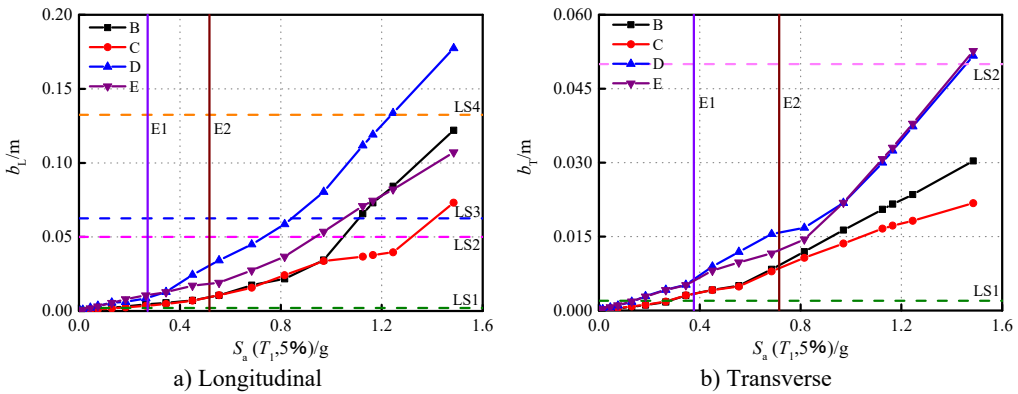 0.20
0.15
0.10
0.05
0.00
b_L/m
B
C
D
E
E1
E2
LS4
LS3
LS2
LS1
0.0 0.4 0.8 1.2 1.6
S_a (T_1,5%)/g
a) Longitudinal
0.060
0.045
0.030
0.015
0.000
b_T/m
B
C
D
E
E1
E2
LS2
LS1
0.0 0.4 0.8 1.2 1.6
S_a (T_1,5%)/g
b) Transverse